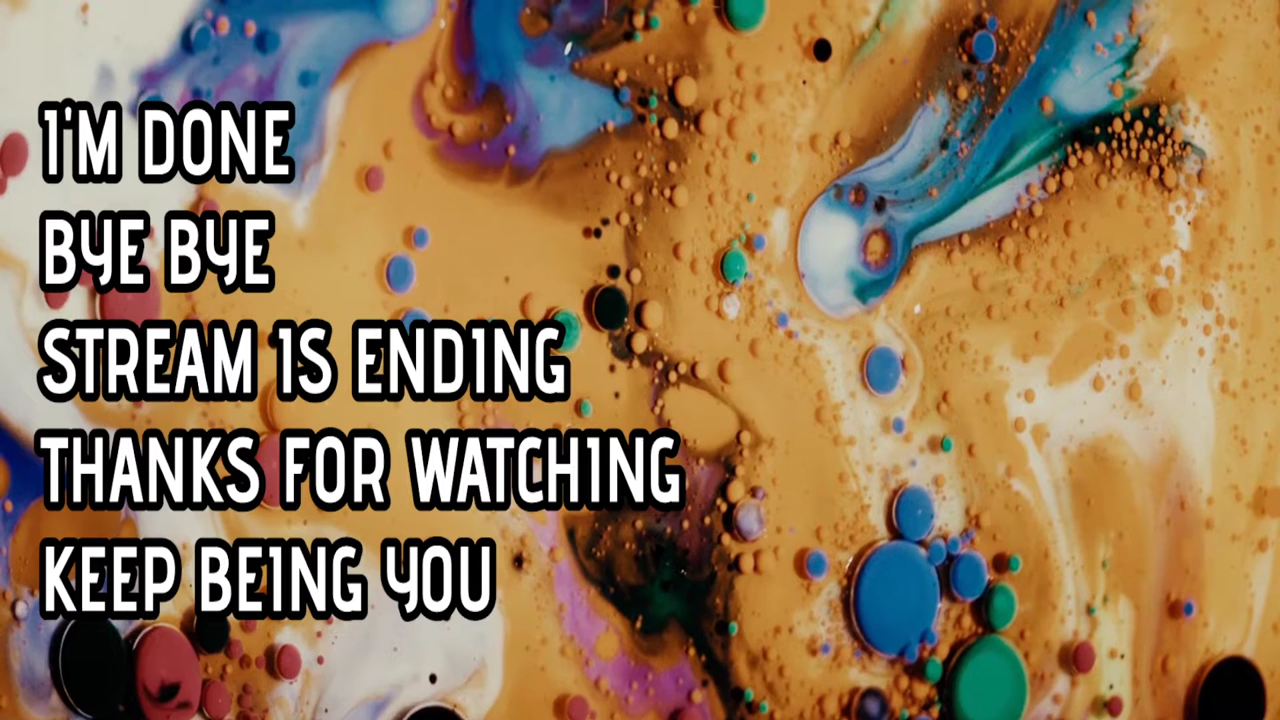 I'M DONE
BYE BYE
STREAM IS ENDING
THANKS FOR WATCHING
KEEP BEING YOU